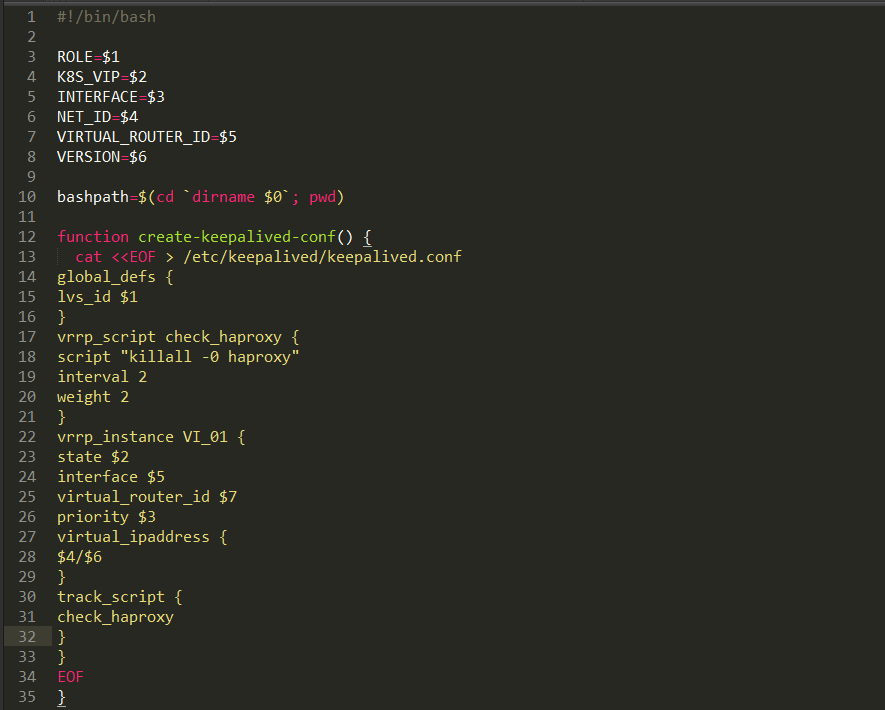 1 #!/bin/bash
2
3 ROLE=$1
4 K8S_VIP=$2
5 INTERFACE=$3
6 NET_ID=$4
7 VIRTUAL_ROUTER_ID=$5
8 VERSION=$6
9
10 bashpath=$(cd `dirname $0`; pwd)
11
12 function create-keepalived-conf() {
13   cat <<EOF > /etc/keepalived/keepalived.conf
14 global_defs {
15 lvs_id $1
16 }
17 vrrp_script check_haproxy {
18 script "killall -0 haproxy"
19 interval 2
20 weight 2
21 }
22 vrrp_instance VI_01 {
23 state $2
24 interface $5
25 virtual_router_id $7
26 priority $3
27 virtual_ipaddress {
28 $4/$6
29 }
30 track_script {
31 check_haproxy
32 }
33 }
34 EOF
35 }